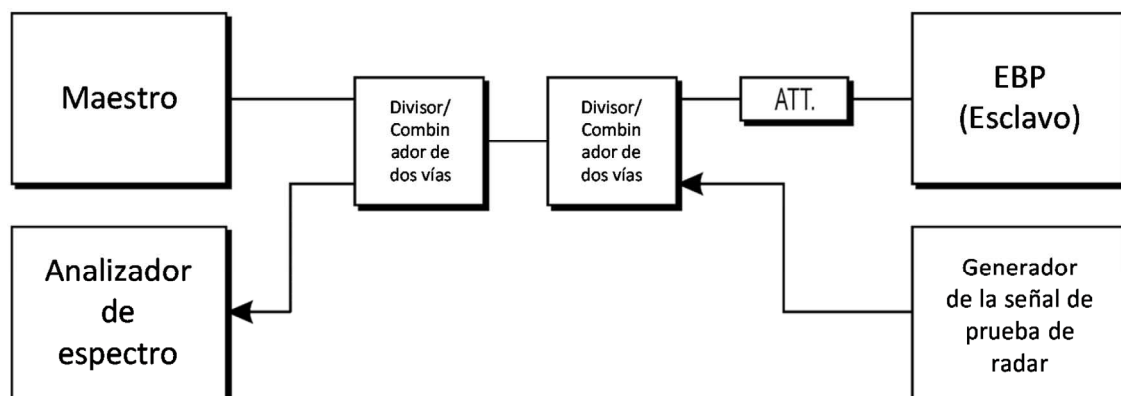 Maestro
Divisor/
Combin
ador de
dos vías
Divisor/
Combin
ador de
dos vías
ATT.
EBP
(Esclavo)
Analizador
de
espectro
Generador
de la señal de
prueba de
radar